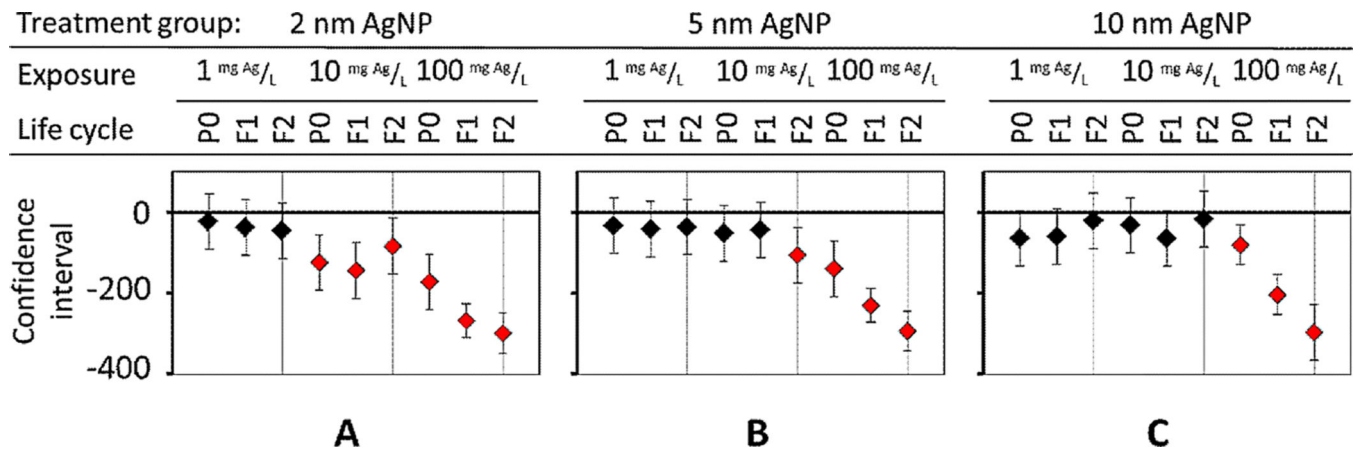 Treatment group: 2 nm AgNP 5 nm AgNP 10 nm AgNP
Exposure 1 mg Ag/L 10 mg Ag/L 100 mg Ag/L 1 mg Ag/L 10 mg Ag/L 100 mg Ag/L 1 mg Ag/L 10 mg Ag/L 100 mg Ag/L
Life cycle P0 F1 F2 P0 F1 F2 P0 F1 F2 P0 F1 F2 P0 F1 F2 P0 F1 F2 P0 F1 F2 P0 F1 F2 P0 F1 F2
Confidence
interval
0
-200
-400
A B C